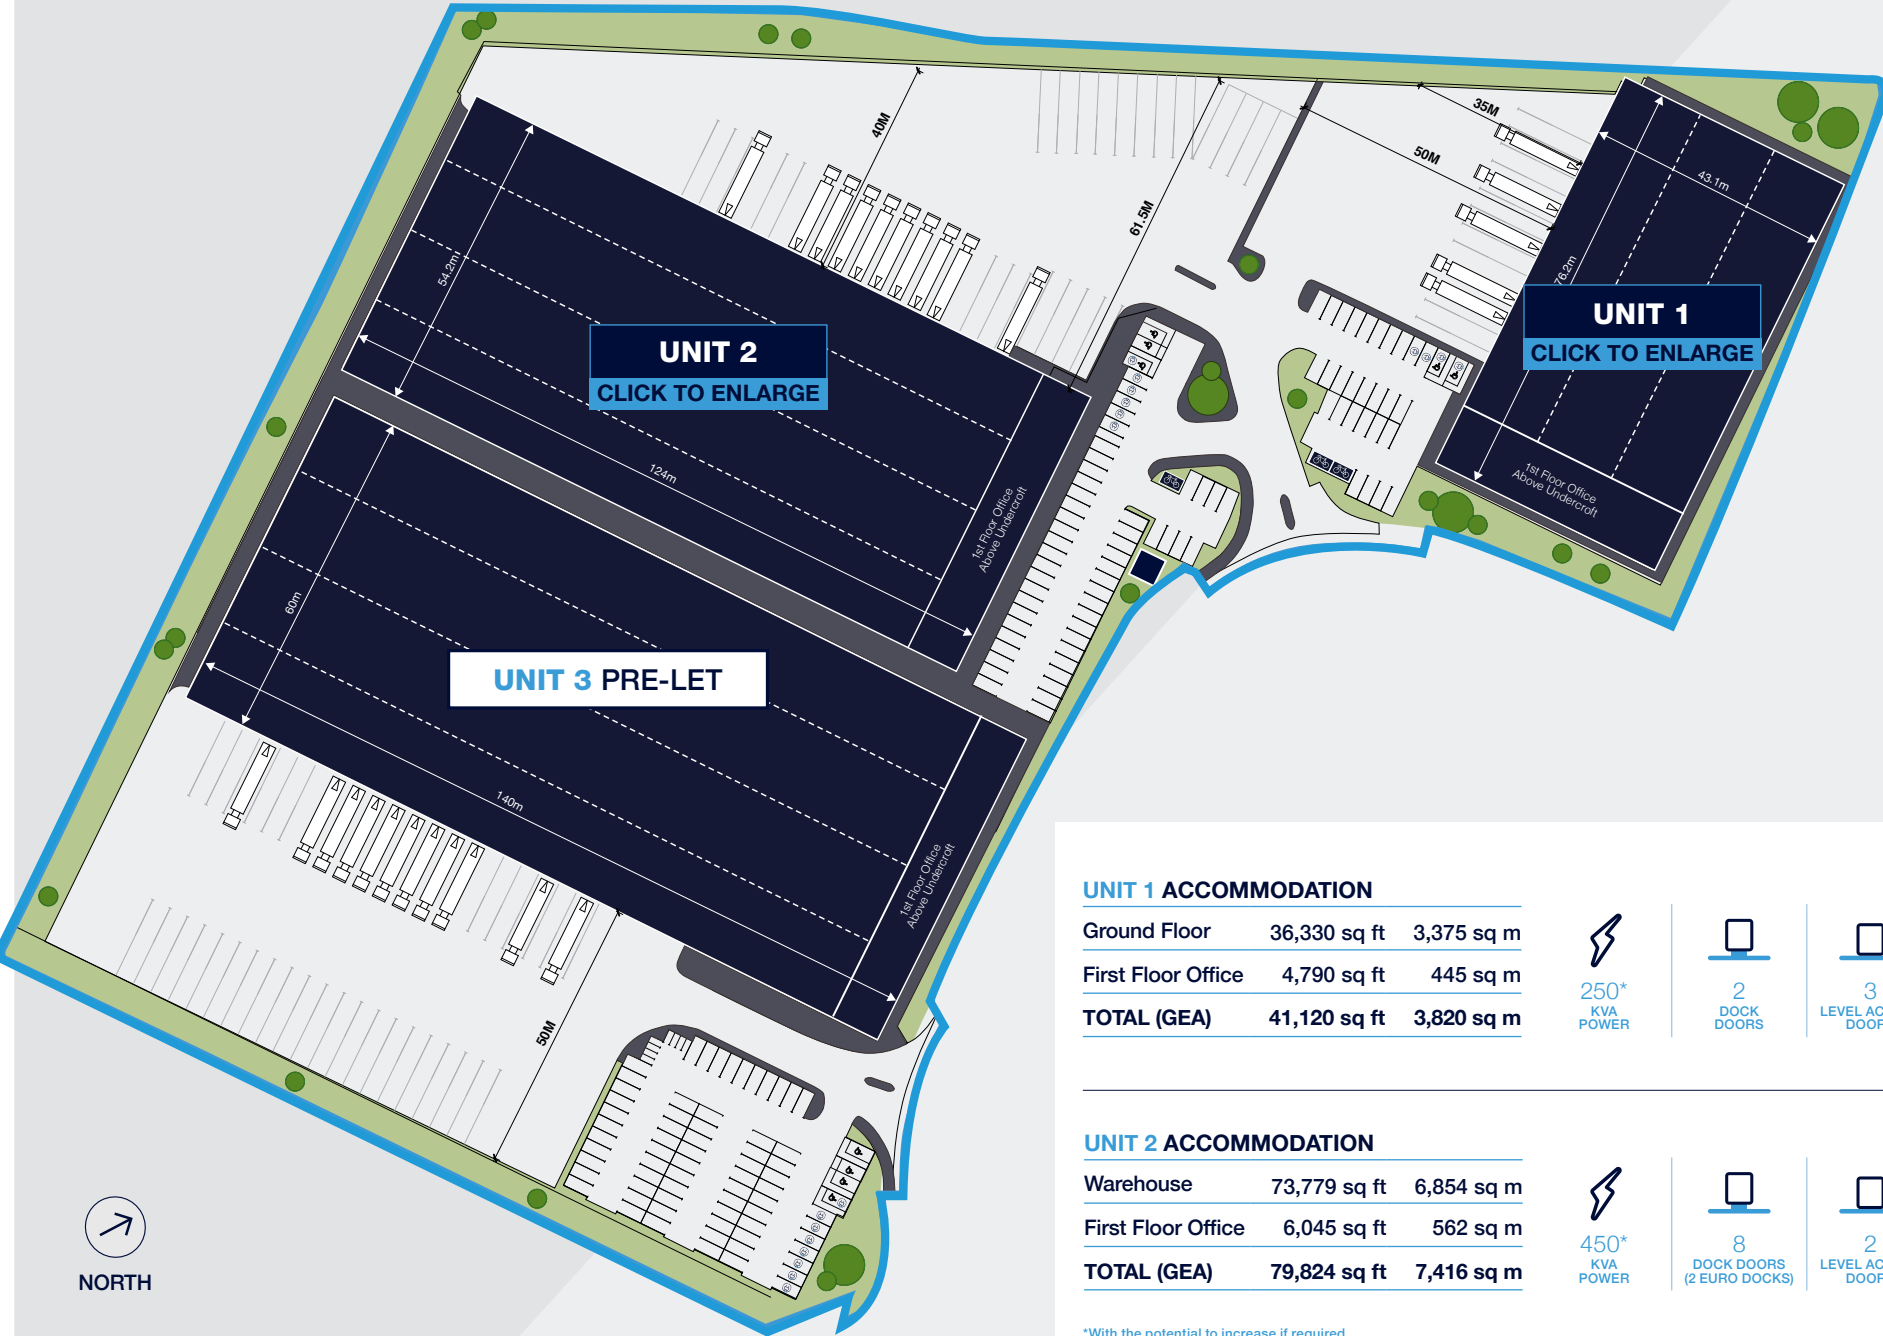 40M
61.5M
35M
50M
43.1m
76.2m
54.2m
UNIT 1
CLICK TO ENLARGE
UNIT 2
CLICK TO ENLARGE
124m
1st Floor Office
Above Undercroft
1st Floor Office
Above Undercroft
60m
UNIT 3 PRE-LET
140m
1st Floor Office
Above Undercroft
50M
NORTH
UNIT 1 ACCOMMODATION
Ground Floor 36,330 sq ft 3,375 sq m
First Floor Office 4,790 sq ft 445 sq m
TOTAL (GEA) 41,120 sq ft 3,820 sq m
250*
KVA
POWER
2
DOCK
DOORS
3
LEVEL AC
DOOR
UNIT 2 ACCOMMODATION
Warehouse 73,779 sq ft 6,854 sq m
First Floor Office 6,045 sq ft 562 sq m
TOTAL (GEA) 79,824 sq ft 7,416 sq m
450*
KVA
POWER
8
DOCK DOORS
(2 EURO DOCKS)
2
LEVEL AC
DOOR
*With the potential to increase if required